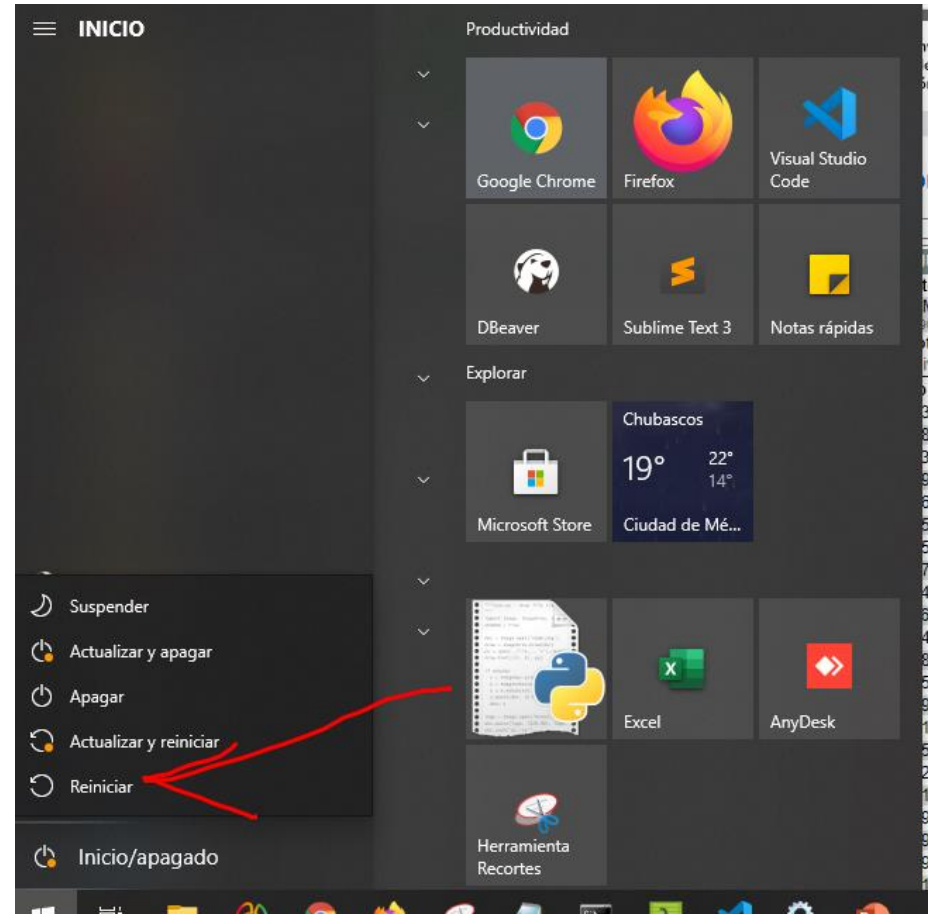 INICIO
Productividad
Google Chrome
Firefox
Visual Studio
Code
DBeaver
Sublime Text 3
Notas rápidas
Explorar
Chubascos
19°
22°
14°
Microsoft Store
Ciudad de Mé...
Suspender
Actualizar y apagar
Apagar
Actualizar y reiniciar
Reiniciar
Excel
AnyDesk
Inicio/apagado
Herramienta
Recortes